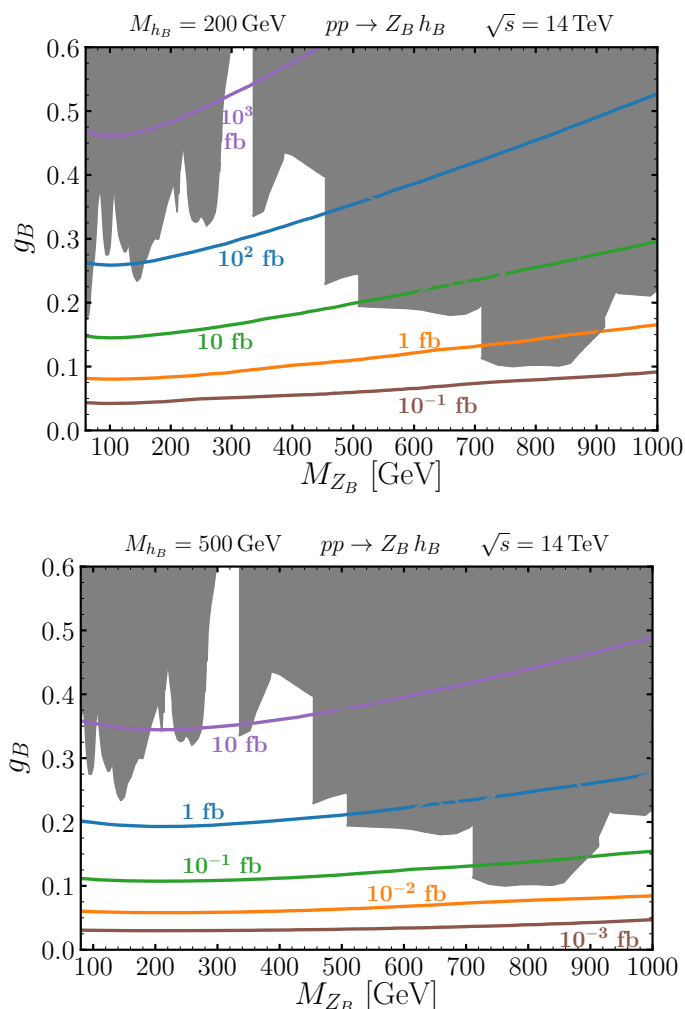 M_{h_B} = 200 GeV pp → Z_B h_B √s = 14 TeV
0.6
0.5
0.4
0.3
0.2
0.1
0.0
g_B
10³
fb
10² fb
10 fb
1 fb
10⁻¹ fb
100 200 300 400 500 600 700 800 900 1000
M_{Z_B} [GeV]
M_{h_B} = 500 GeV pp → Z_B h_B √s = 14 TeV
0.6
0.5
0.4
0.3
0.2
0.1
0.0
g_B
10 fb
1 fb
10⁻¹ fb
10⁻² fb
10⁻³ fb
100 200 300 400 500 600 700 800 900 1000
M_{Z_B} [GeV]